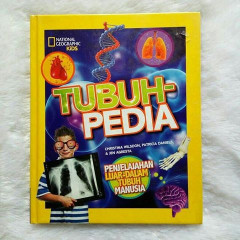 NATIONAL
GEOGRAPHIC
KiDS
TUBUH-
PEDIA
CHRISTINA WILSDON, PATRICIA DANIELS
& JEN AGRESTA
PENJELAJAHAN
LUAR-DALAM
TUBUH
MANUSIA